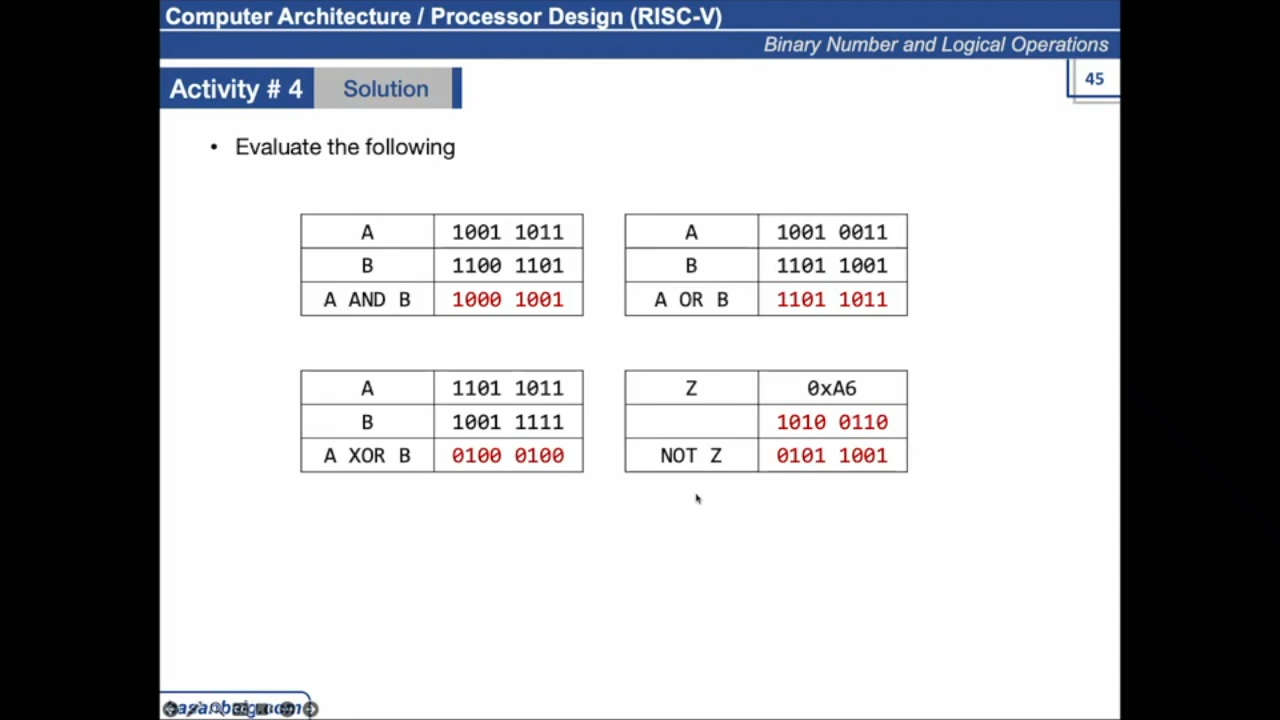 Computer Architecture / Processor Design (RISC-V)
Binary Number and Logical Operations
Activity # 4 Solution
45
• Evaluate the following
A 1001 1011
B 1100 1101
A AND B 1000 1001
A 1001 0011
B 1101 1001
A OR B 1101 1011
A 1101 1011
B 1001 1111
A XOR B 0100 0100
Z 0xA6
1010 0110
NOT Z 0101 1001